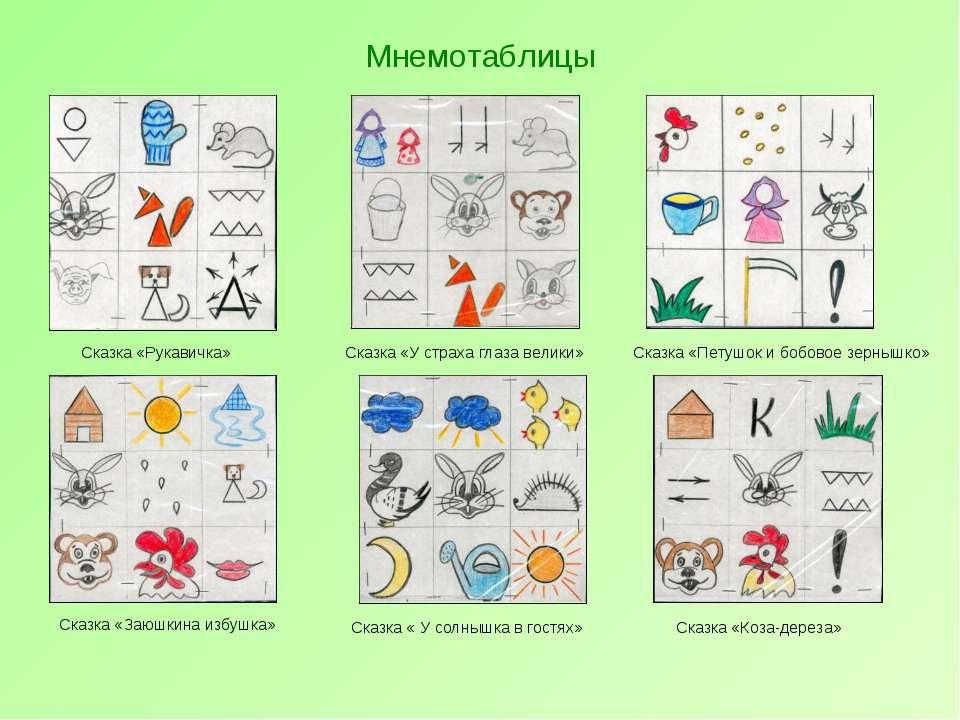 Мнемотаблицы
Сказка «Рукавичка»
Сказка «У страха глаза велики»
Сказка «Петушок и бобовое зернышко»
К
Сказка «Заюшкина избушка»
Сказка « У солнышка в гостях»
Сказка «Коза-дереза»